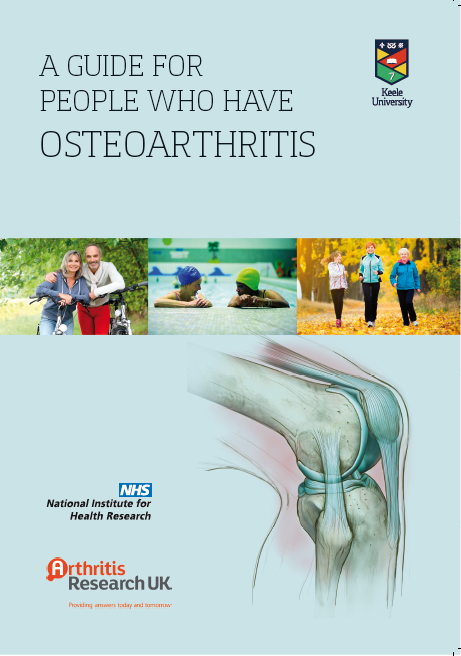 A GUIDE FOR
PEOPLE WHO HAVE
OSTEOARTHRITIS
Keele
University
NHS
National Institute for
Health Research
Arthritis
Research UK
Providing answers today and tomorrow